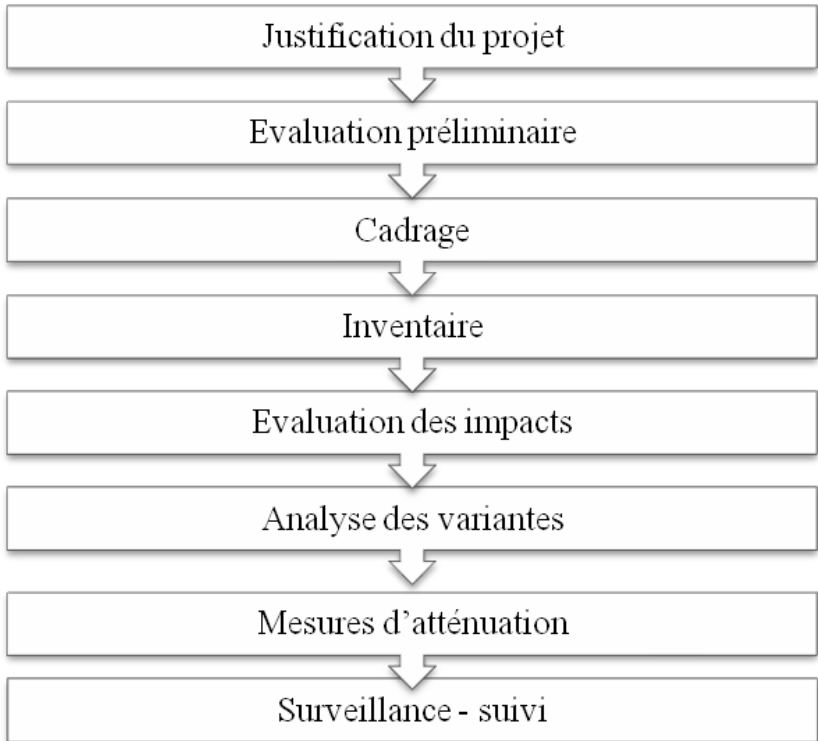 Justification du projet
Evaluation préliminaire
Cadrage
Inventaire
Evaluation des impacts
Analyse des variantes
Mesures d’atténuation
Surveillance - suivi